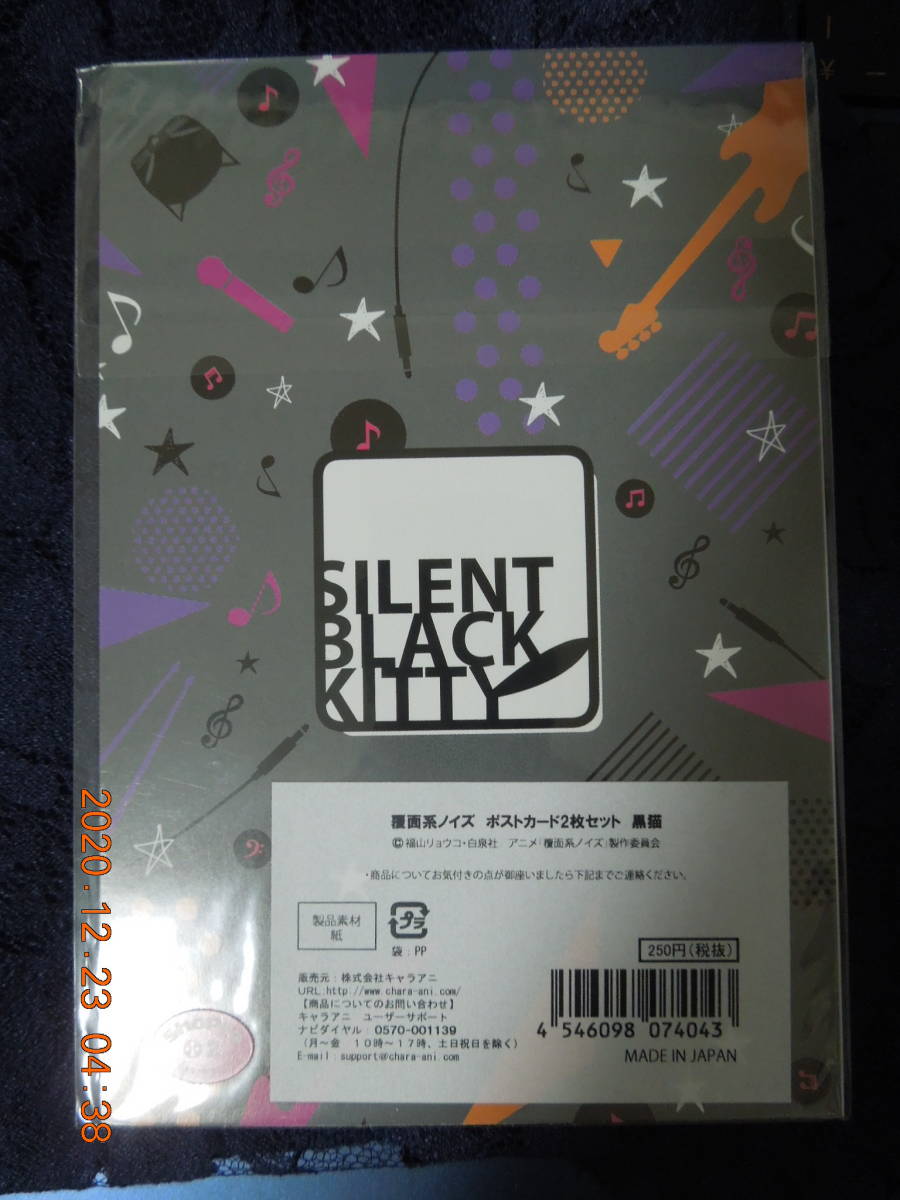 SILENT
BLACK
KITTY
覆面系ノイズ ポストカード2枚セット 黒猫
©福山リョウコ・白泉社 アニメ「覆面系ノイズ」製作委員会
・商品についてお気付きの点が御座いましたら下記までご連絡ください。
製品素材
紙
プラ
袋：PP
250円（税抜）
販売元：株式会社キャラアニ
URL:http://www.chara-ani.com/
【商品についてのお問い合わせ】
キャラアニ ユーザーサポート
ナビダイヤル：0570-001139
（月～金 10時～17時、土日祝日を除く）
E-mail：support@chara-ani.com
4 546098 074043
MADE IN JAPAN
2020・12・23 04:38